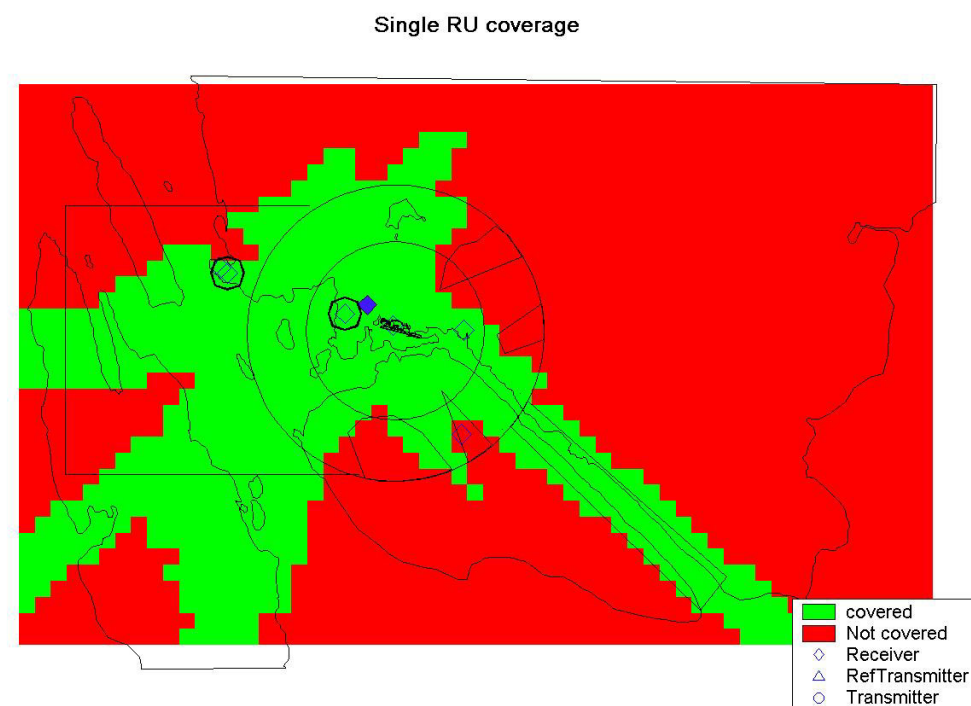 Single RU coverage
covered
Not covered
Receiver
RefTransmitter
Transmitter